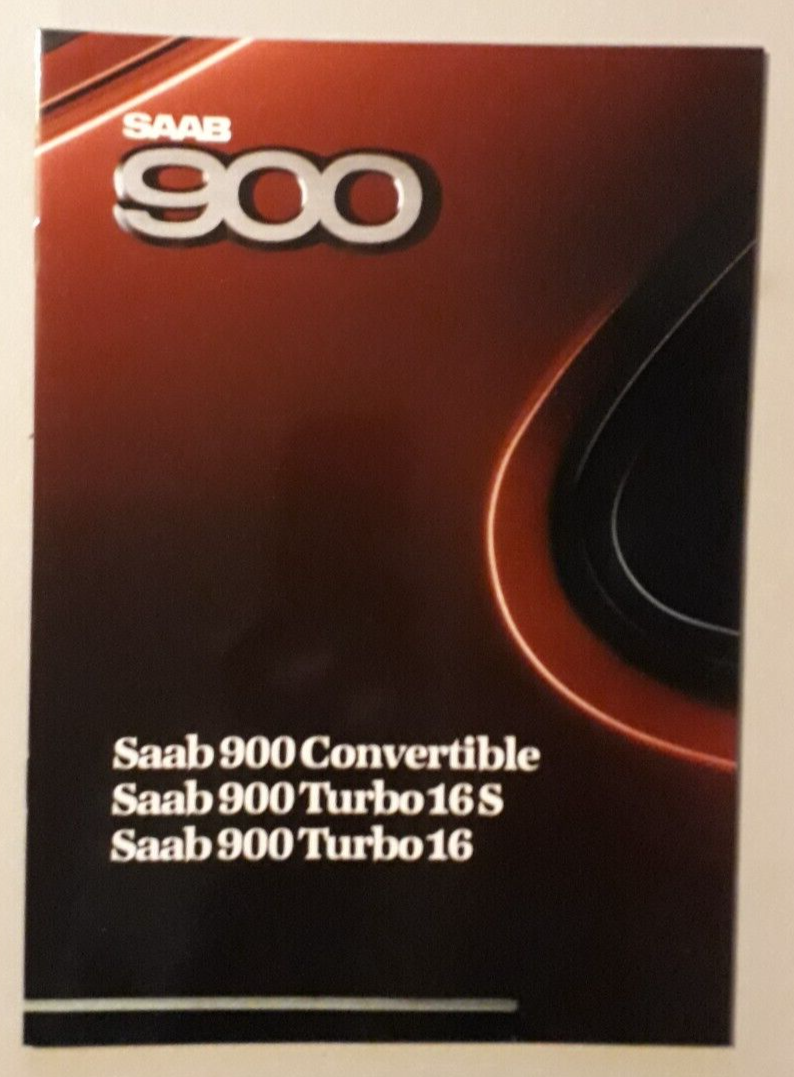 SAAB
900
Saab 900 Convertible
Saab 900 Turbo 16 S
Saab 900 Turbo 16